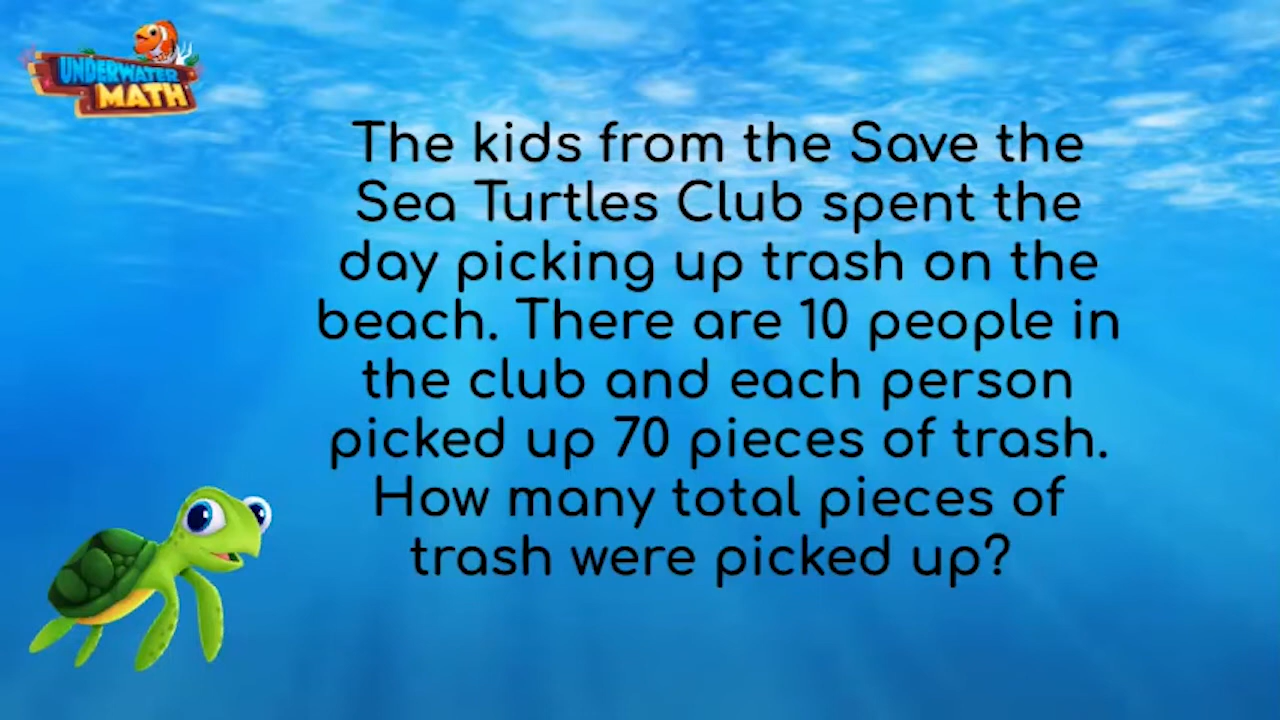 UNDERWATER
MATH
The kids from the Save the
Sea Turtles Club spent the
day picking up trash on the
beach. There are 10 people in
the club and each person
picked up 70 pieces of trash.
How many total pieces of
trash were picked up?